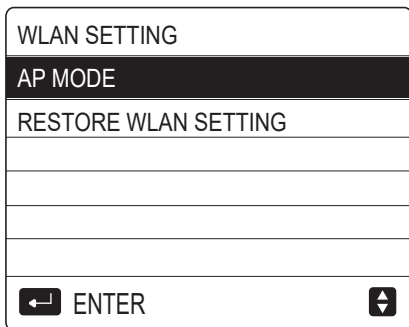 WLAN SETTING
AP MODE
RESTORE WLAN SETTING
ENTER